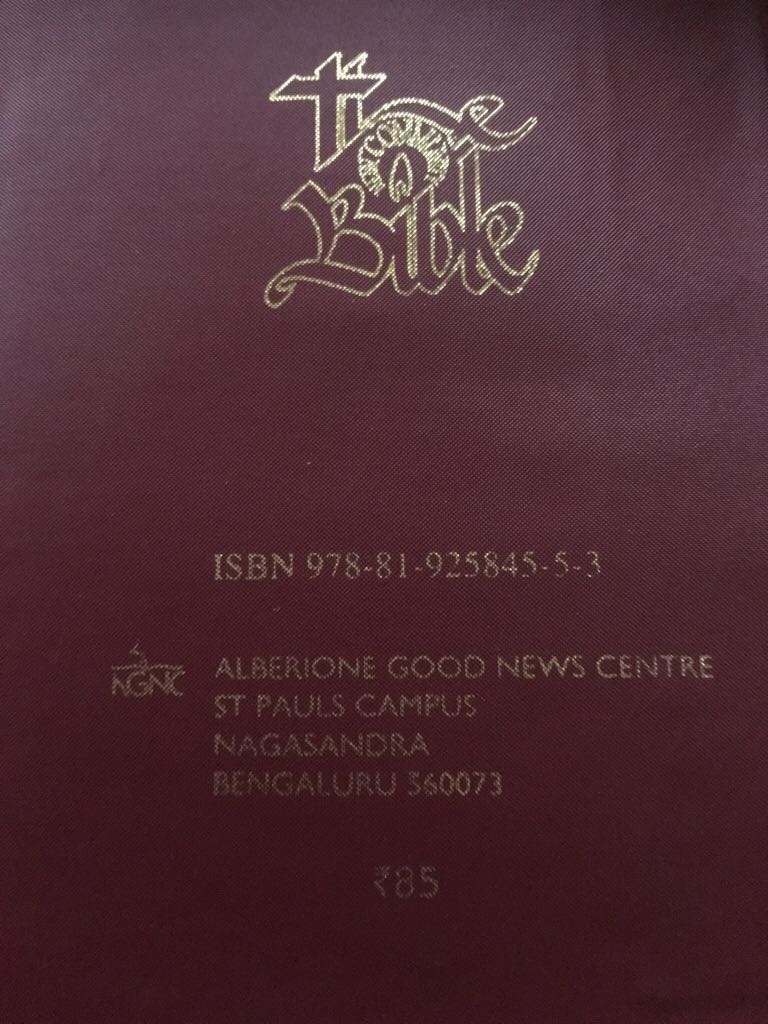 the
Bible
ISBN 978-81-925845-5-3
NGNC
ALBERIONE GOOD NEWS CENTRE
ST PAULS CAMPUS
NAGASANDRA
BENGALURU 560073
₹85